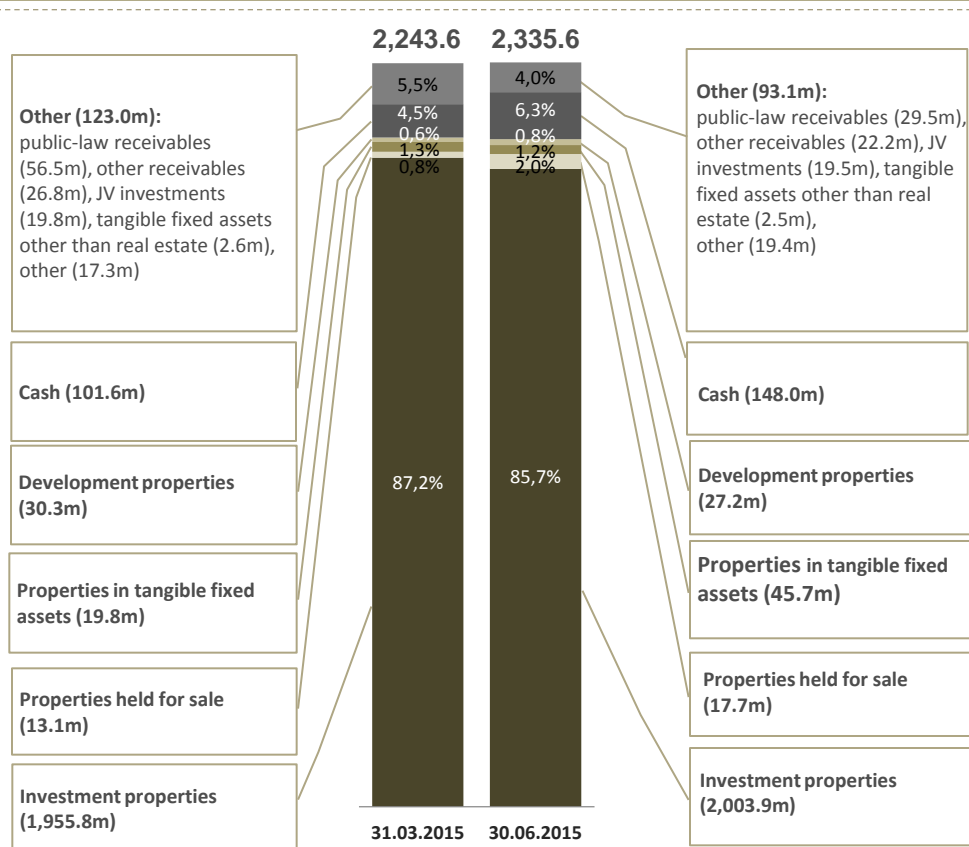 2,243.6 2,335.6
Other (123.0m):
public-law receivables
(56.5m), other receivables
(26.8m), JV investments
(19.8m), tangible fixed assets
other than real estate (2.6m),
other (17.3m)
Cash (101.6m)
Development properties
(30.3m)
Properties in tangible fixed
assets (19.8m)
Properties held for sale
(13.1m)
Investment properties
(1,955.8m)
5,5%
4,5%
0,6%
1,3%
0,8%
87,2%
4,0%
6,3%
0,8%
1,2%
2,0%
85,7%
31.03.2015 30.06.2015
Other (93.1m):
public-law receivables (29.5m),
other receivables (22.2m), JV
investments (19.5m), tangible
fixed assets other than real
estate (2.5m),
other (19.4m)
Cash (148.0m)
Development properties
(27.2m)
Properties in tangible fixed
assets (45.7m)
Properties held for sale
(17.7m)
Investment properties
(2,003.9m)